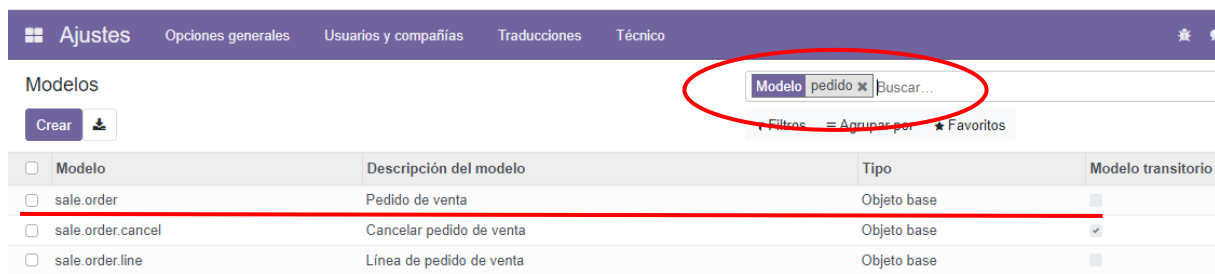 Ajustes Opciones generales Usuarios y compañías Traducciones Técnico
Modelos
Modelo pedido Buscar...
Crear
Filtros Agrupar por Favoritos
Modelo Descripción del modelo Tipo Modelo transitorio
sale.order Pedido de venta Objeto base
sale.order.cancel Cancelar pedido de venta Objeto base
sale.order.line Línea de pedido de venta Objeto base